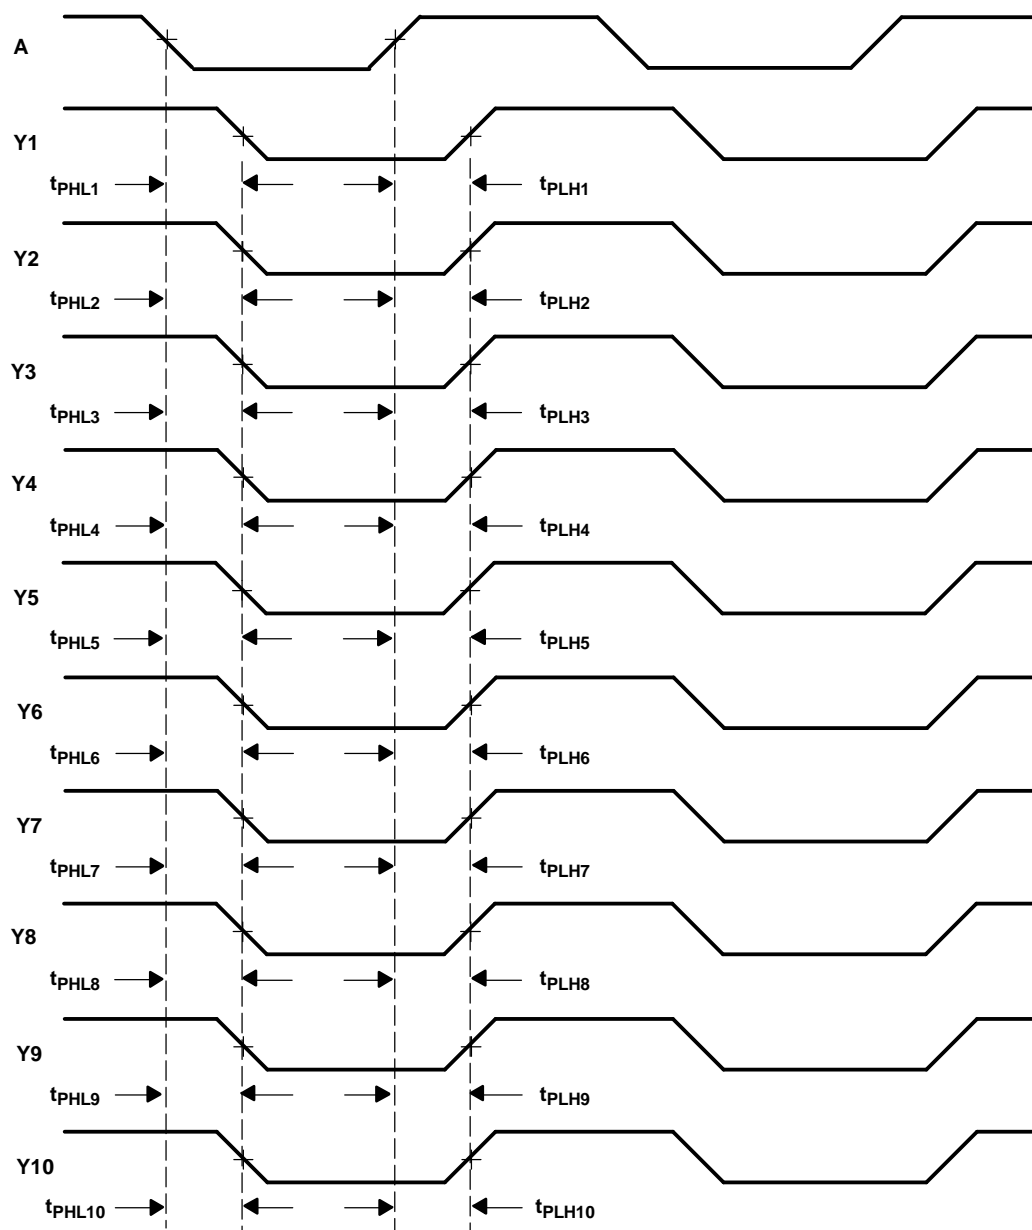 A
Y1
tPHL1 tPLH1
Y2
tPHL2 tPLH2
Y3
tPHL3 tPLH3
Y4
tPHL4 tPLH4
Y5
tPHL5 tPLH5
Y6
tPHL6 tPLH6
Y7
tPHL7 tPLH7
Y8
tPHL8 tPLH8
Y9
tPHL9 tPLH9
Y10
tPHL10 tPLH10